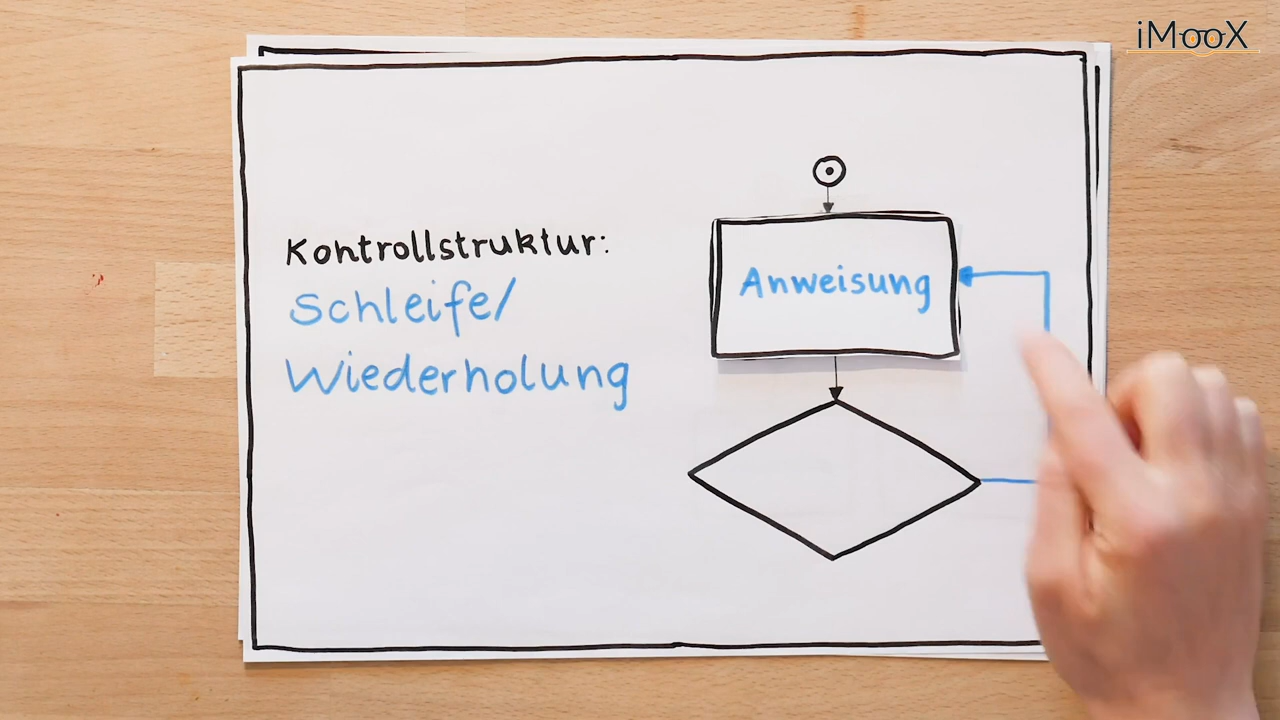 iMooX
Kontrollstruktur:
Schleife/
Wiederholung
Anweisung